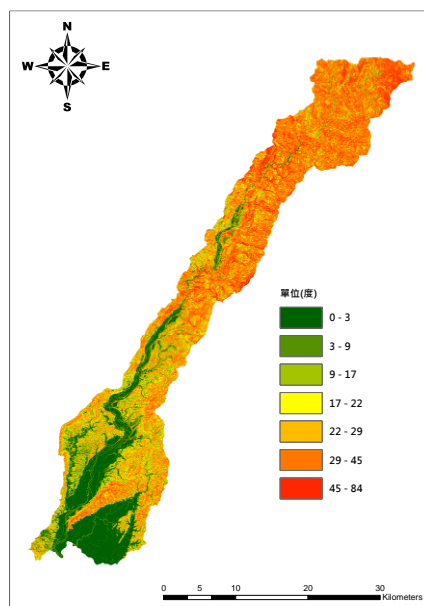 N
W E
S
單位(度)
0 - 3
3 - 9
9 - 17
17 - 22
22 - 29
29 - 45
45 - 84
0 5 10 20 30
Kilometers